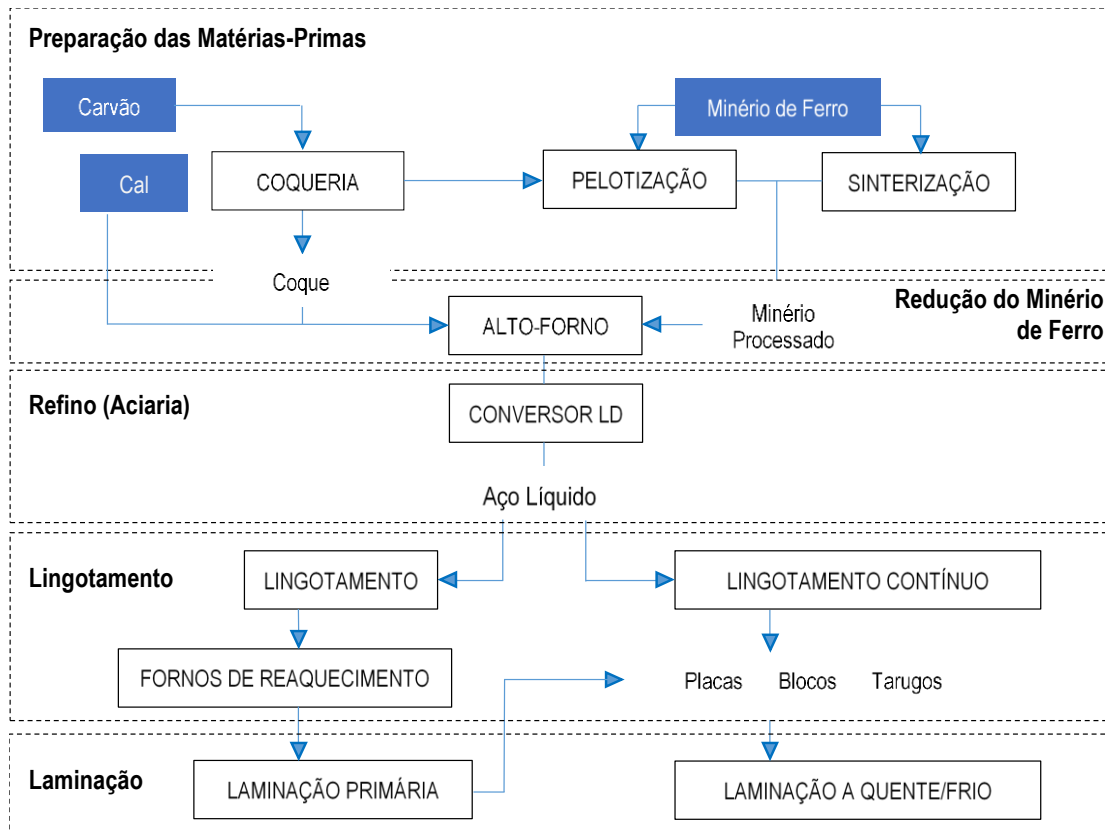 Preparação das Matérias-Primas
Carvão
Minério de Ferro
Cal
COQUERIA
PELOTIZAÇÃO
SINTERIZAÇÃO
Coque
Redução do Minério
de Ferro
ALTO-FORNO
Minério
Processado
Refino (Aciaria)
CONVERSOR LD
Aço Líquido
Lingotamento
LINGOTAMENTO
LINGOTAMENTO CONTÍNUO
FORNOS DE REAQUECIMENTO
Placas Blocos Tarugos
Laminação
LAMINAÇÃO PRIMÁRIA
LAMINAÇÃO A QUENTE/FRIO